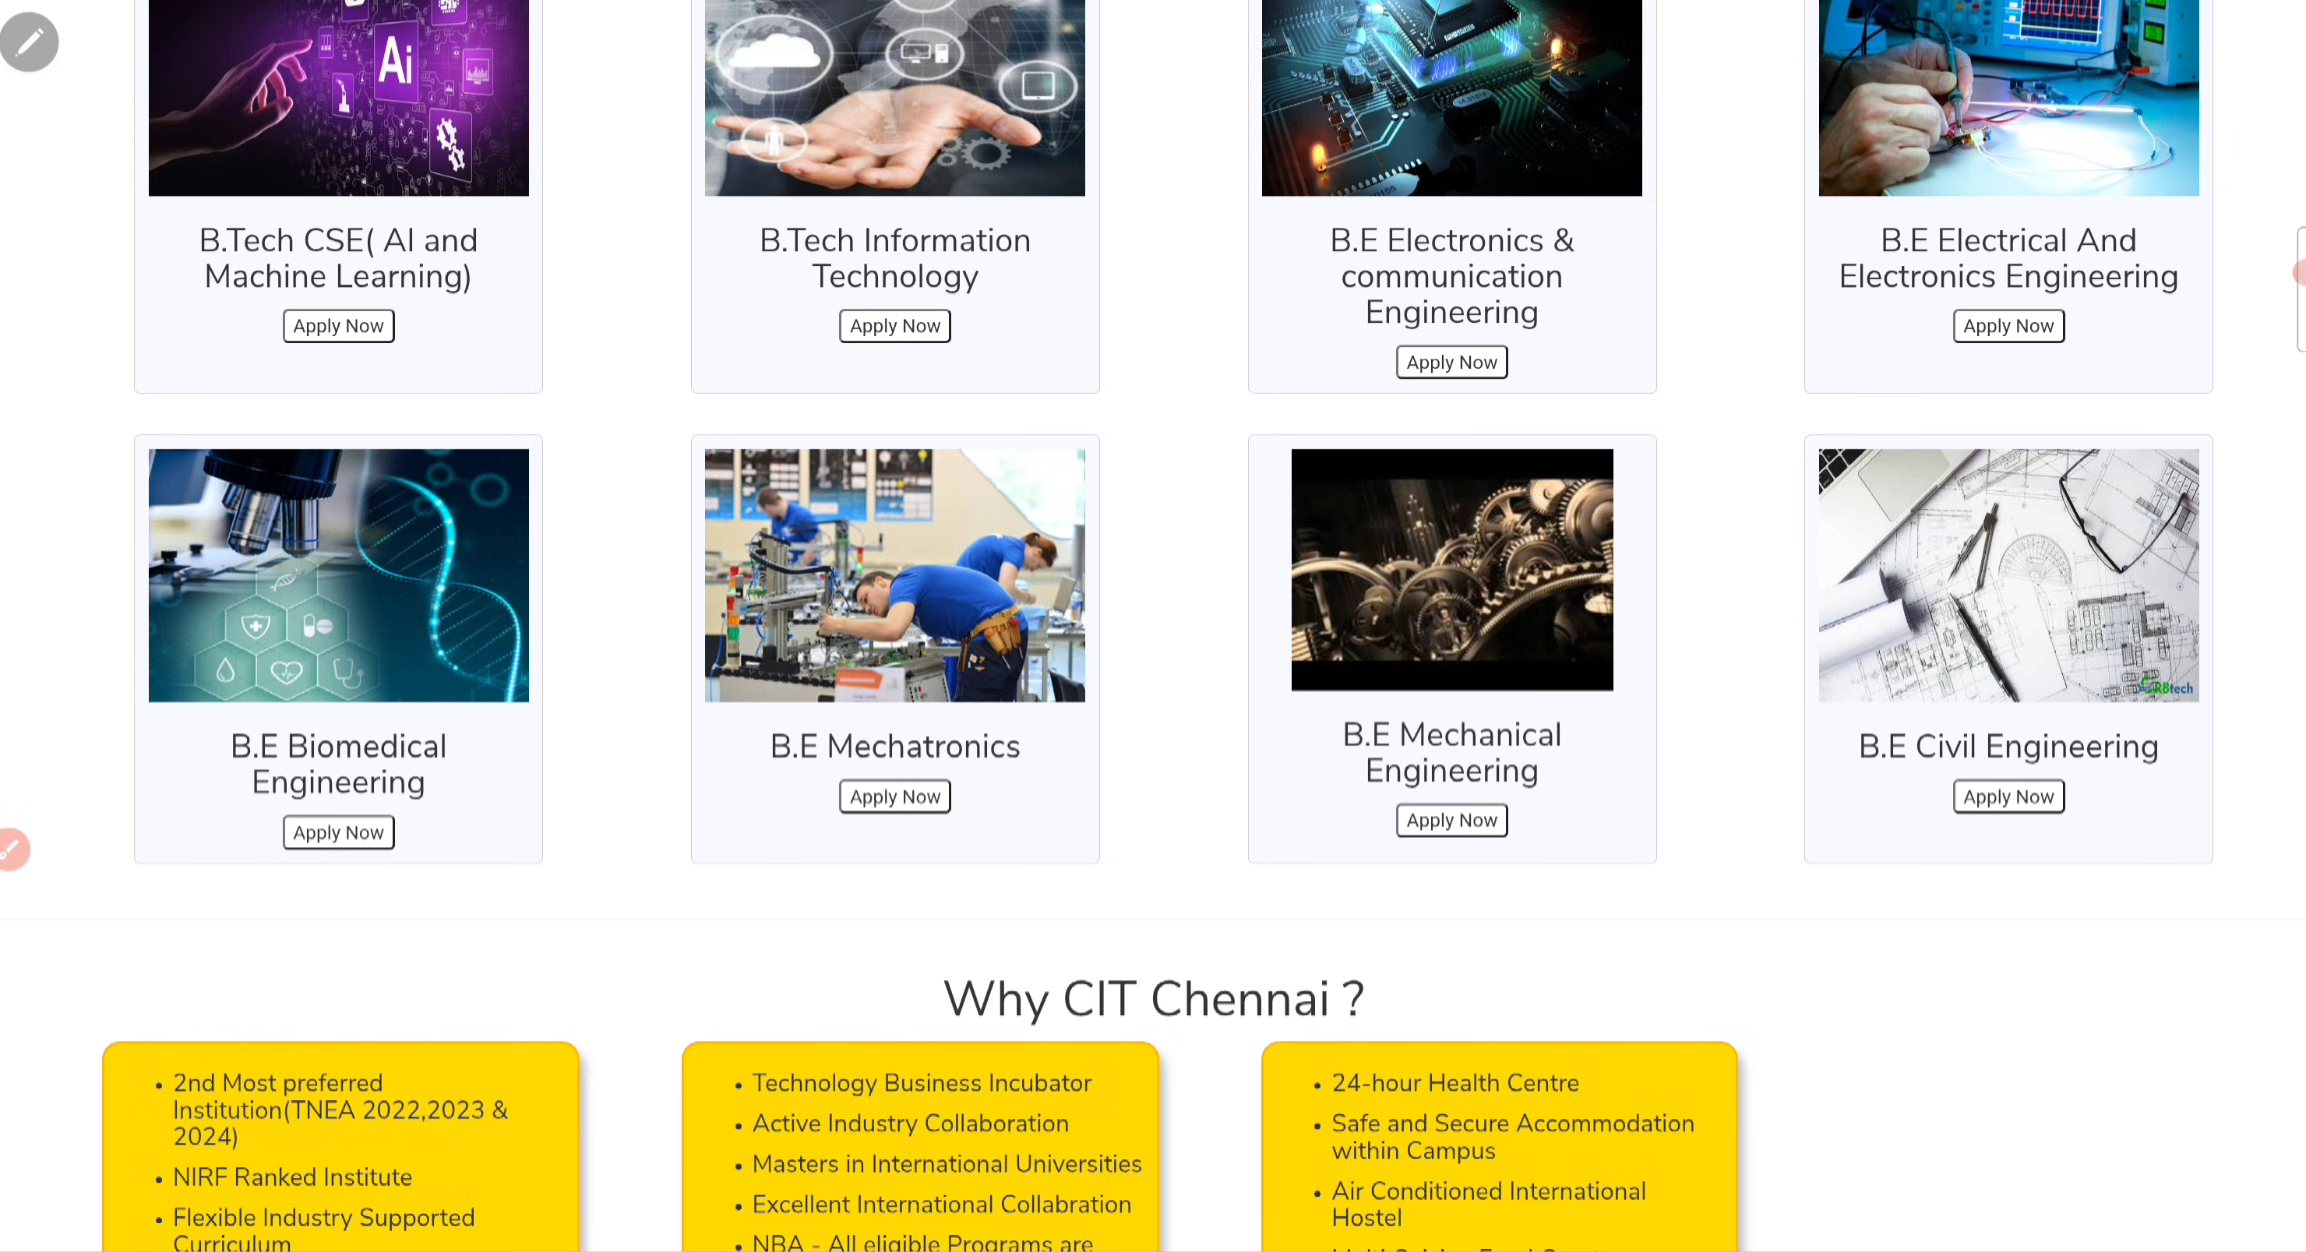 Ai
B.Tech CSE( AI and
Machine Learning)
Apply Now
B.Tech Information
Technology
Apply Now
B.E Electronics &
communication
Engineering
Apply Now
B.E Electrical And
Electronics Engineering
Apply Now
B.E Biomedical
Engineering
Apply Now
B.E Mechatronics
Apply Now
B.E Mechanical
Engineering
Apply Now
RBtech
B.E Civil Engineering
Apply Now
Why CIT Chennai ?
• 2nd Most preferred
Institution(TNEA 2022,2023 &
2024)
• NIRF Ranked Institute
• Flexible Industry Supported
Curriculum
• Technology Business Incubator
• Active Industry Collaboration
• Masters in International Universities
• Excellent International Collabration
• NBA - All eligible Programs are
• 24-hour Health Centre
• Safe and Secure Accommodation
within Campus
• Air Conditioned International
Hostel